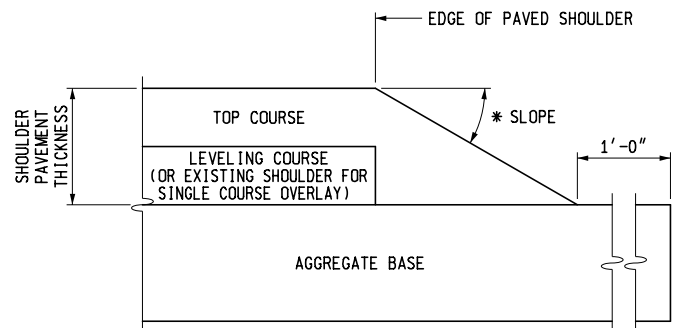 EDGE OF PAVED SHOULDER
SHOULDER
PAVEMENT
THICKNESS
TOP COURSE
* SLOPE
1'-0"
LEVELING COURSE
(OR EXISTING SHOULDER FOR
SINGLE COURSE OVERLAY)
AGGREGATE BASE